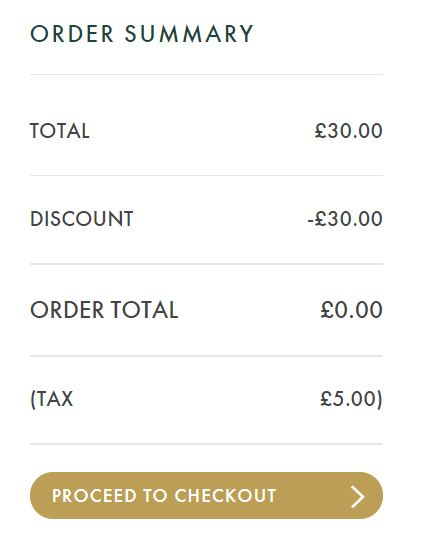 ORDER SUMMARY
TOTAL £30.00
DISCOUNT -£30.00
ORDER TOTAL £0.00
(TAX £5.00)
PROCEED TO CHECKOUT